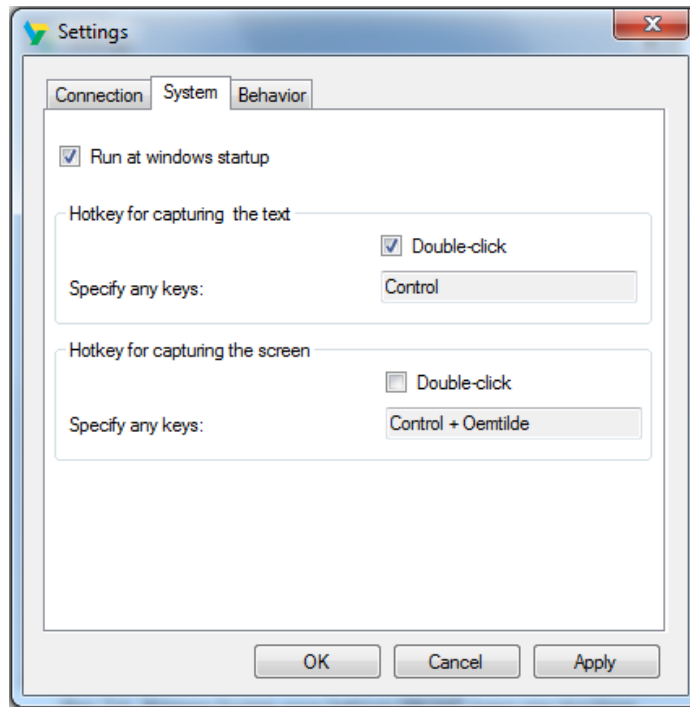 Settings
Connection System Behavior
Run at windows startup
Hotkey for capturing the text
Double-click
Specify any keys: Control
Hotkey for capturing the screen
Double-click
Specify any keys: Control + Oemtilde
OK Cancel Apply